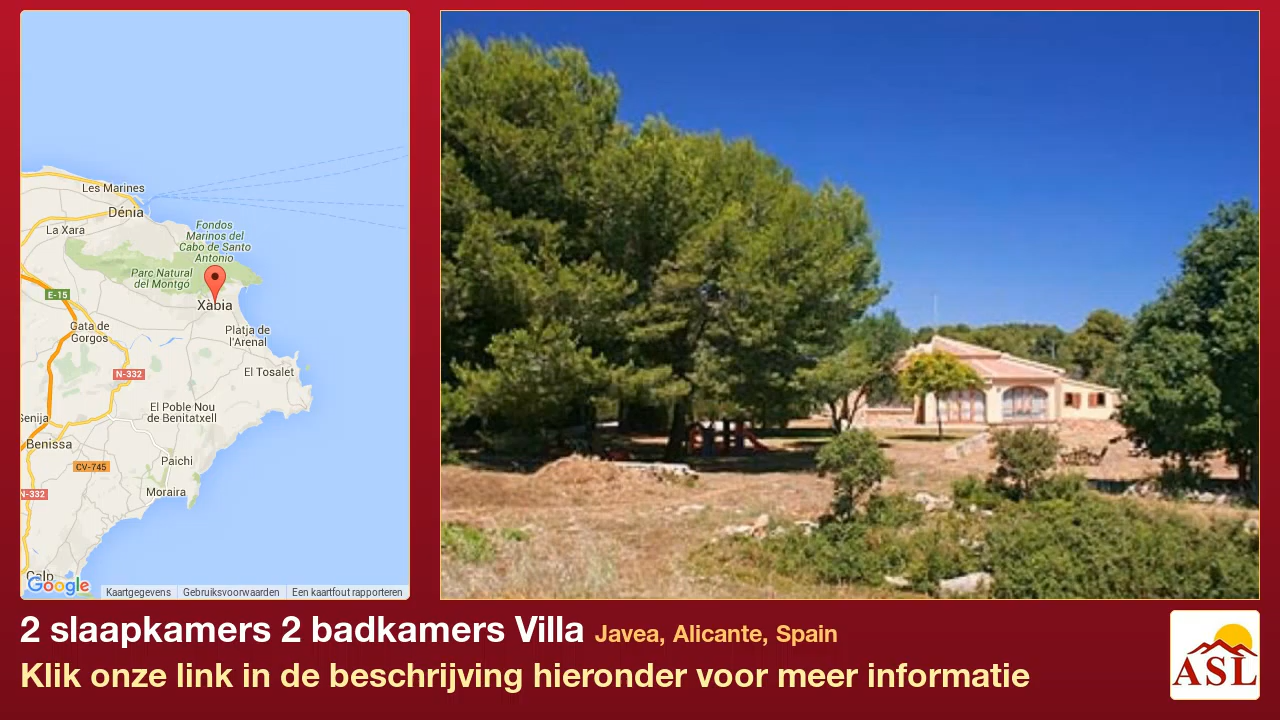 Les Marines
Dénia
La Xara
Fondos
Marinos del
Cabo de Santo
Antonio
Parc Natural
del Montgó
E-15
Xàbia
Gata de
Gorgos
Platja de
l'Arenal
N-332
El Tosalet
El Poble Nou
de Benitatxell
Senija
Benissa
CV-745
Paichi
N-332
Moraira
Calp
Google
Kaartgegevens
Gebruiksvoorwaarden
Een kaartfout rapporteren
2 slaapkamers 2 badkamers Villa Javea, Alicante, Spain
Klik onze link in de beschrijving hieronder voor meer informatie
ASL